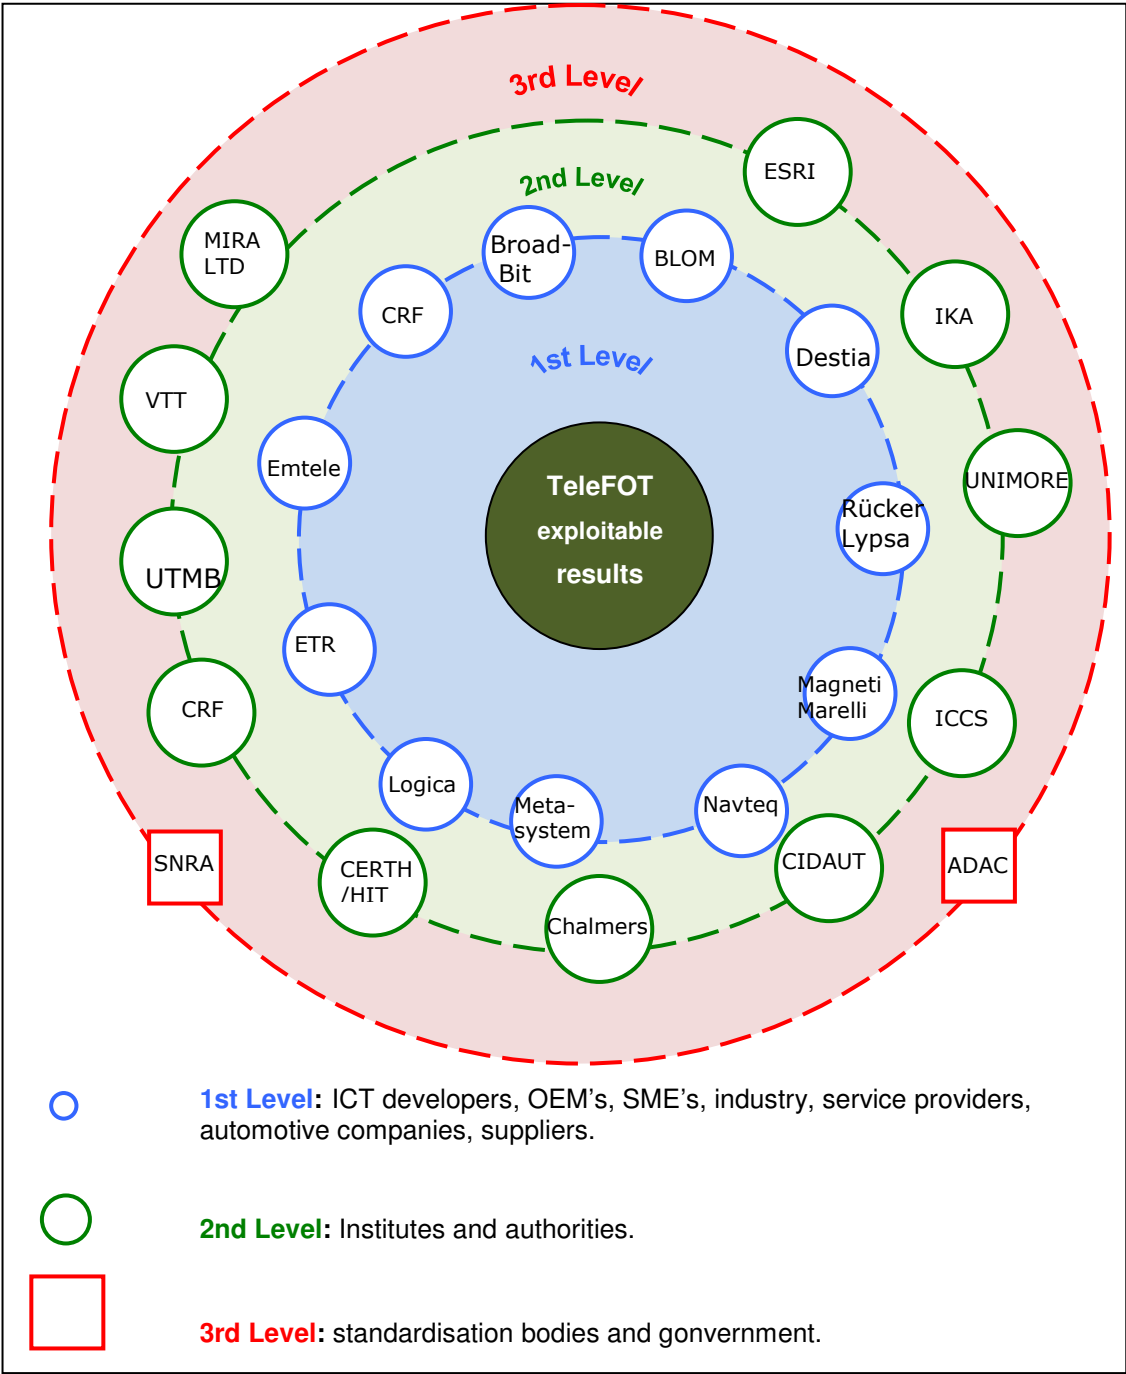 3rd Level
ESRI
2nd Level
MIRA
LTD
Broad-
Bit
BLOM
CRF
IKA
1st Level
Destia
VTT
Emtele
UNIMORE
TeleFOT
exploitable
results
Rücker
Lypsa
UTMB
ETR
Magneti
Marelli
CRF
ICCS
Logica
Meta-
system
Navteq
SNRA
CERTH
/HIT
CIDAUT
ADAC
Chalmers
1st Level: ICT developers, OEM's, SME's, industry, service providers,
automotive companies, suppliers.
2nd Level: Institutes and authorities.
3rd Level: standardisation bodies and gonvernment.